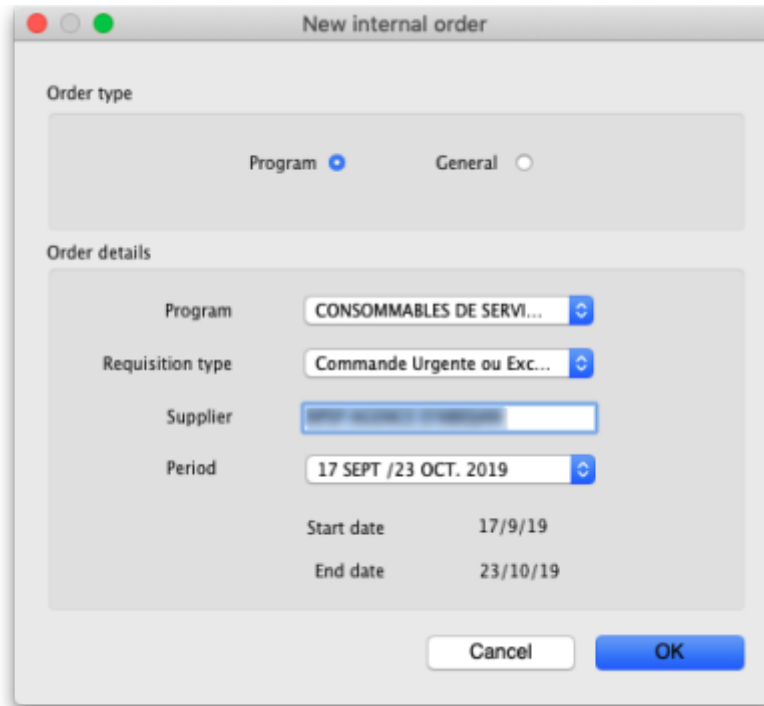 New internal order
Order type
Program General
Order details
Program CONSOMMABLES DE SERVI...
Requisition type Commande Urgente ou Exc...
Supplier
Period 17 SEPT /23 OCT. 2019
Start date 17/9/19
End date 23/10/19
Cancel OK